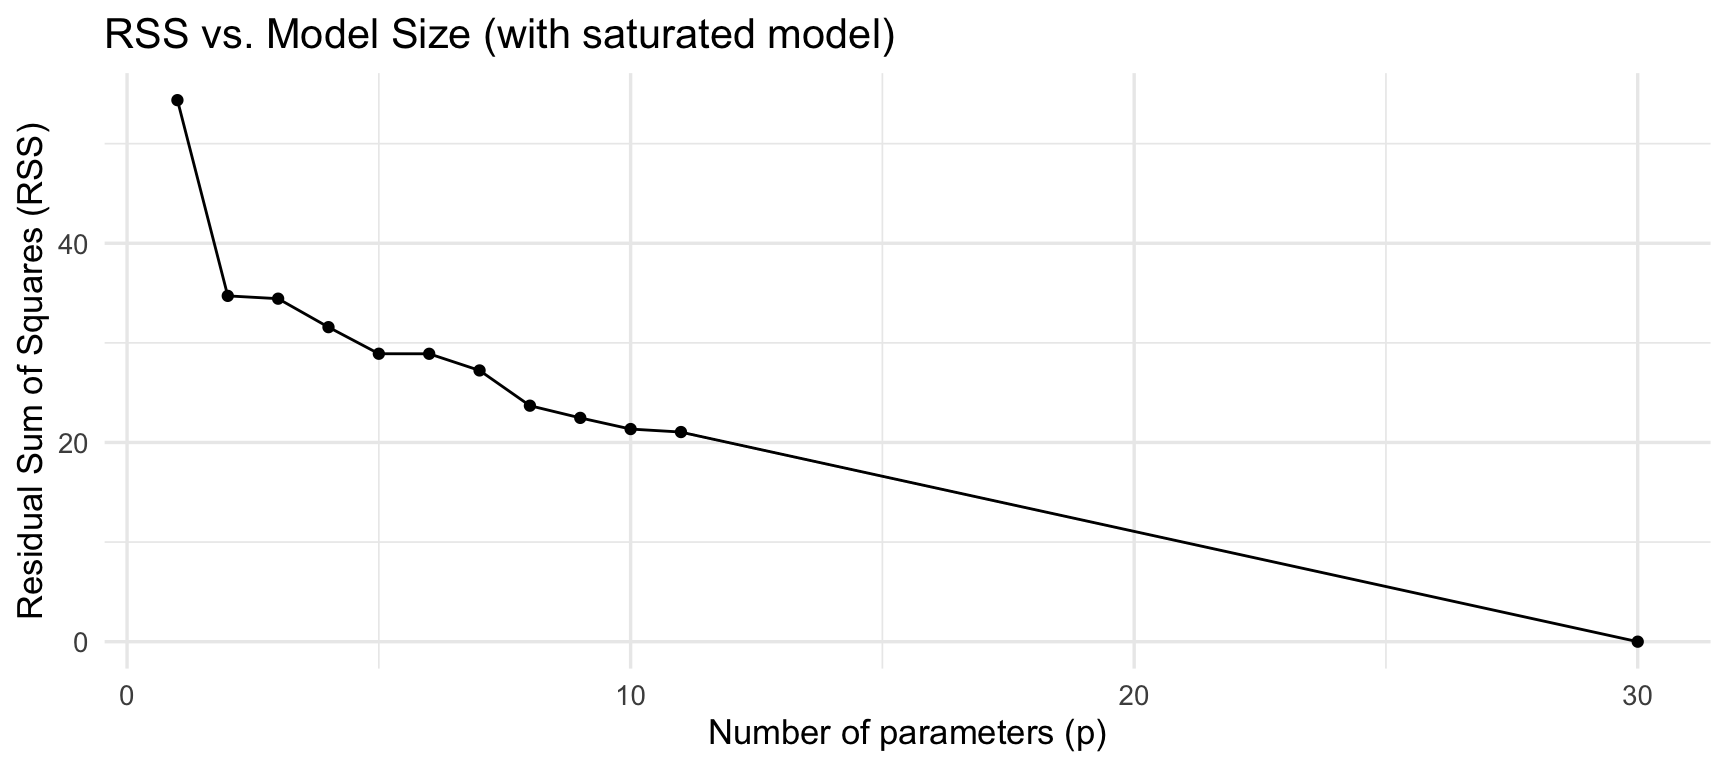 RSS vs. Model Size (with saturated model)
Residual Sum of Squares (RSS)
40
20
0
0 10 20 30
Number of parameters (p)